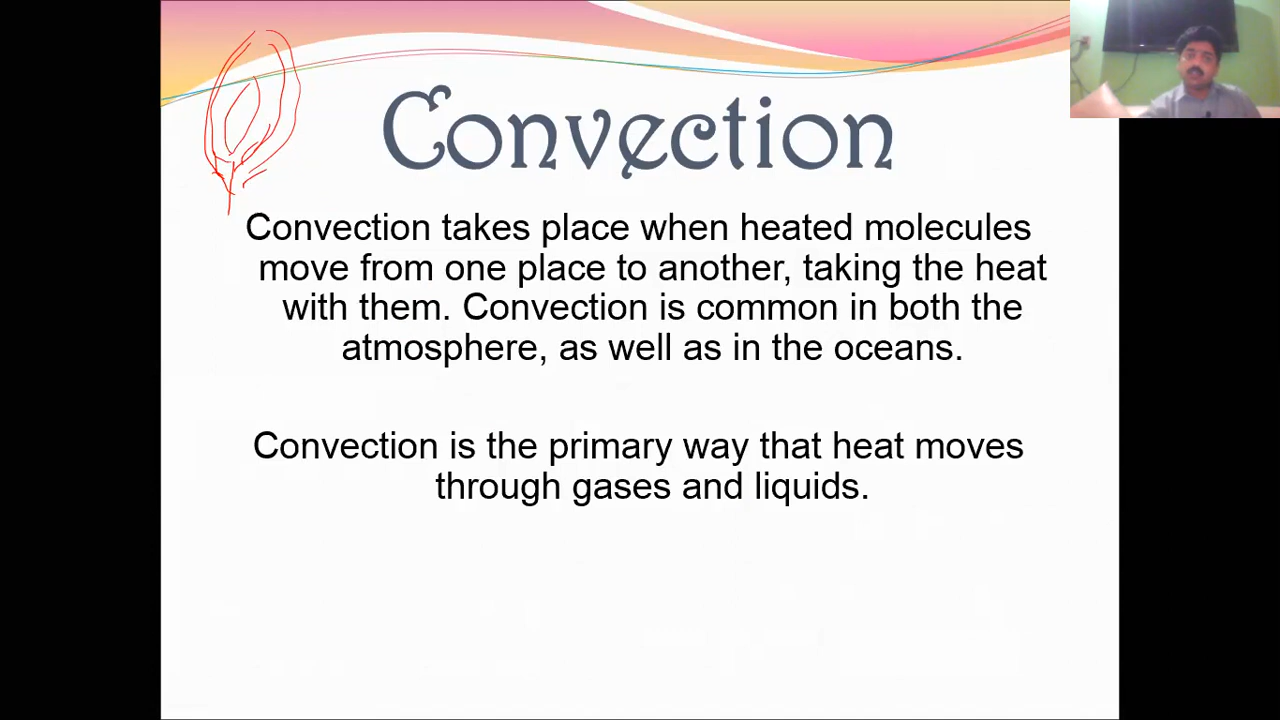 Convection
Convection takes place when heated molecules
move from one place to another, taking the heat
with them. Convection is common in both the
atmosphere, as well as in the oceans.
Convection is the primary way that heat moves
through gases and liquids.